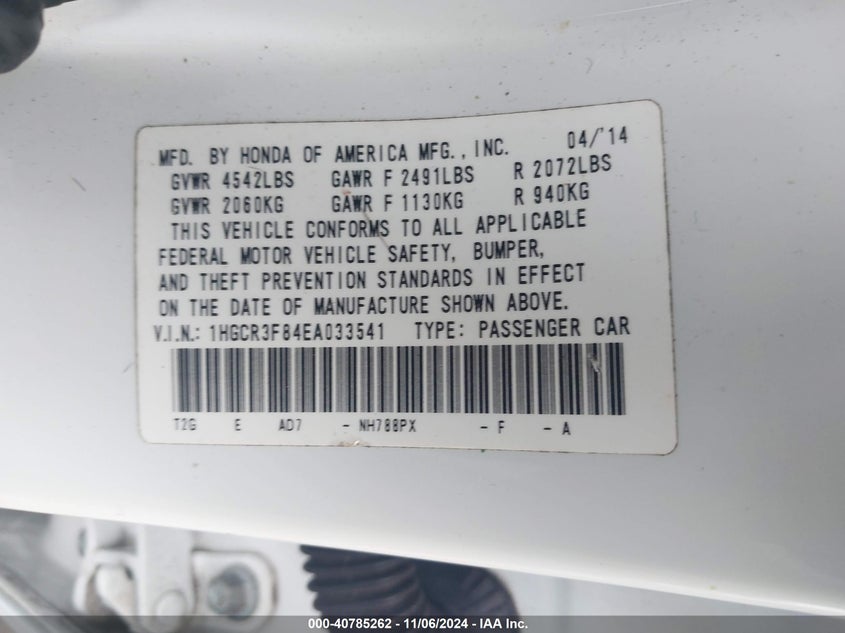 MFD. BY HONDA OF AMERICA MFG., INC. 04/'14
GVWR 4542LBS GAWR F 2491LBS R 2072LBS
GVWR 2060KG GAWR F 1130KG R 940KG
THIS VEHICLE CONFORMS TO ALL APPLICABLE
FEDERAL MOTOR VEHICLE SAFETY, BUMPER,
AND THEFT PREVENTION STANDARDS IN EFFECT
ON THE DATE OF MANUFACTURE SHOWN ABOVE.
V.I.N.: 1HGCR3F84EA033541 TYPE: PASSENGER CAR
T2G E AD7 - NH788PX - F - A
000-40785262 - 11/06/2024 - IAA Inc.